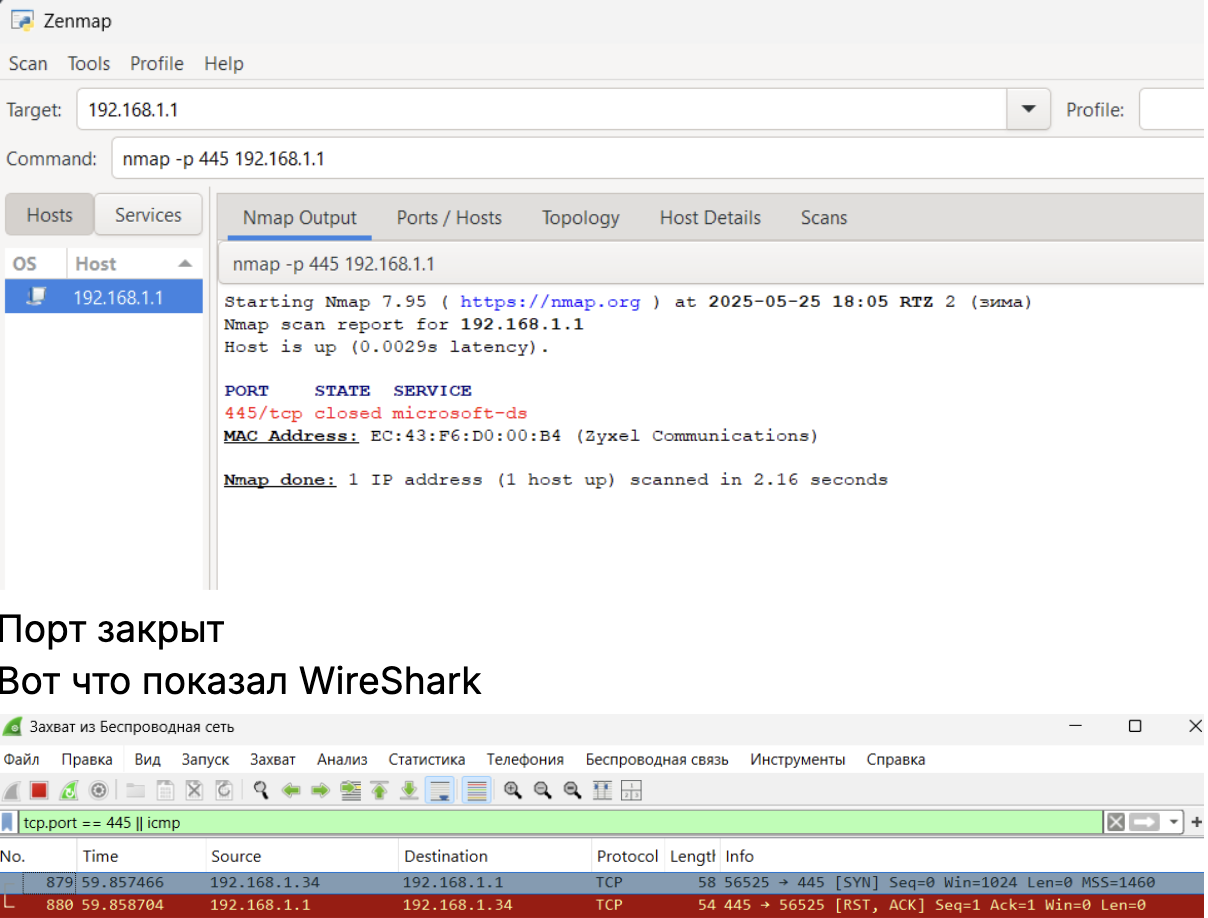 Zenmap
Scan Tools Profile Help
Target: 192.168.1.1 Profile:
Command: nmap -p 445 192.168.1.1
Hosts Services Nmap Output Ports / Hosts Topology Host Details Scans
OS Host nmap -p 445 192.168.1.1
192.168.1.1
Starting Nmap 7.95 ( https://nmap.org ) at 2025-05-25 18:05 RTZ 2 (зима)
Nmap scan report for 192.168.1.1
Host is up (0.0029s latency).
PORT STATE SERVICE
445/tcp closed microsoft-ds
MAC Address: EC:43:F6:D0:00:B4 (Zyxel Communications)
Nmap done: 1 IP address (1 host up) scanned in 2.16 seconds
Порт закрыт
Вот что показал WireShark
Захват из Беспроводная сеть
Файл Правка Вид Запуск Захват Анализ Статистика Телефония Беспроводная связь Инструменты Справка
tcp.port == 445 || icmp
No. Time Source Destination Protocol Lengtl Info
879 59.857466 192.168.1.34 192.168.1.1 TCP 58 56525 → 445 [SYN] Seq=0 Win=1024 Len=0 MSS=1460
880 59.858704 192.168.1.1 192.168.1.34 TCP 54 445 → 56525 [RST, ACK] Seq=1 Ack=1 Win=0 Len=0